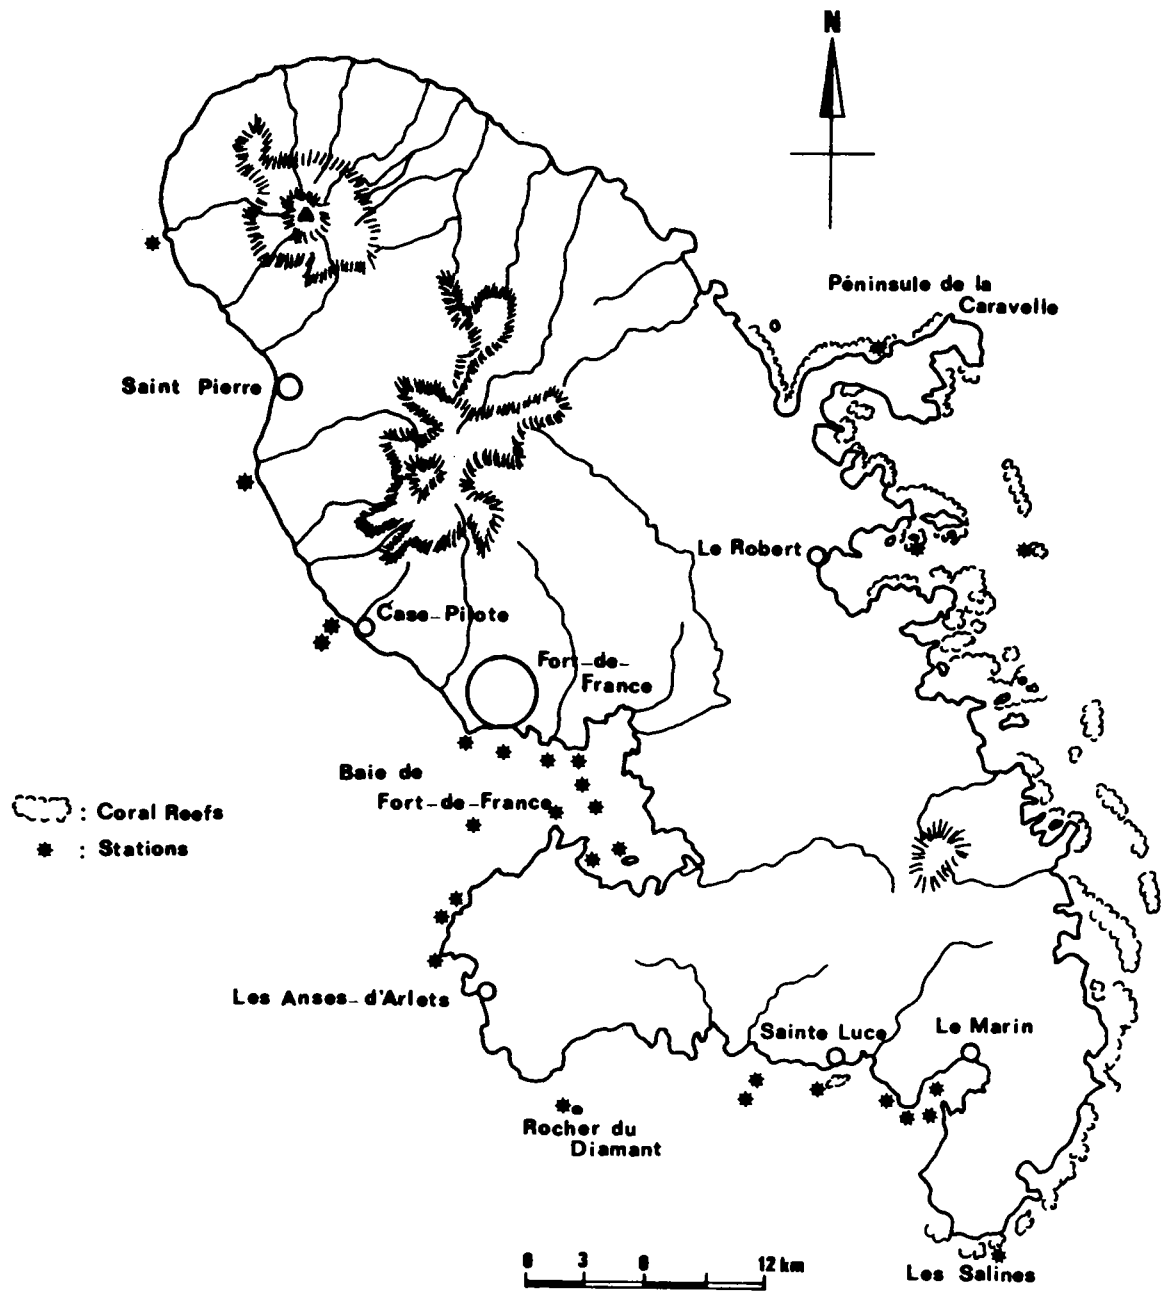 N
Péninsule de la
Caravelle
Saint Pierre
Le Robert
Case-Pilote
Fort-de-
France
Baie de
Fort-de-France
: Coral Reefs
: Stations
Les Anses-d'Arlets
Sainte Luce
Le Marin
Rocher du
Diamant
0 3 6 12 km
Les Salines